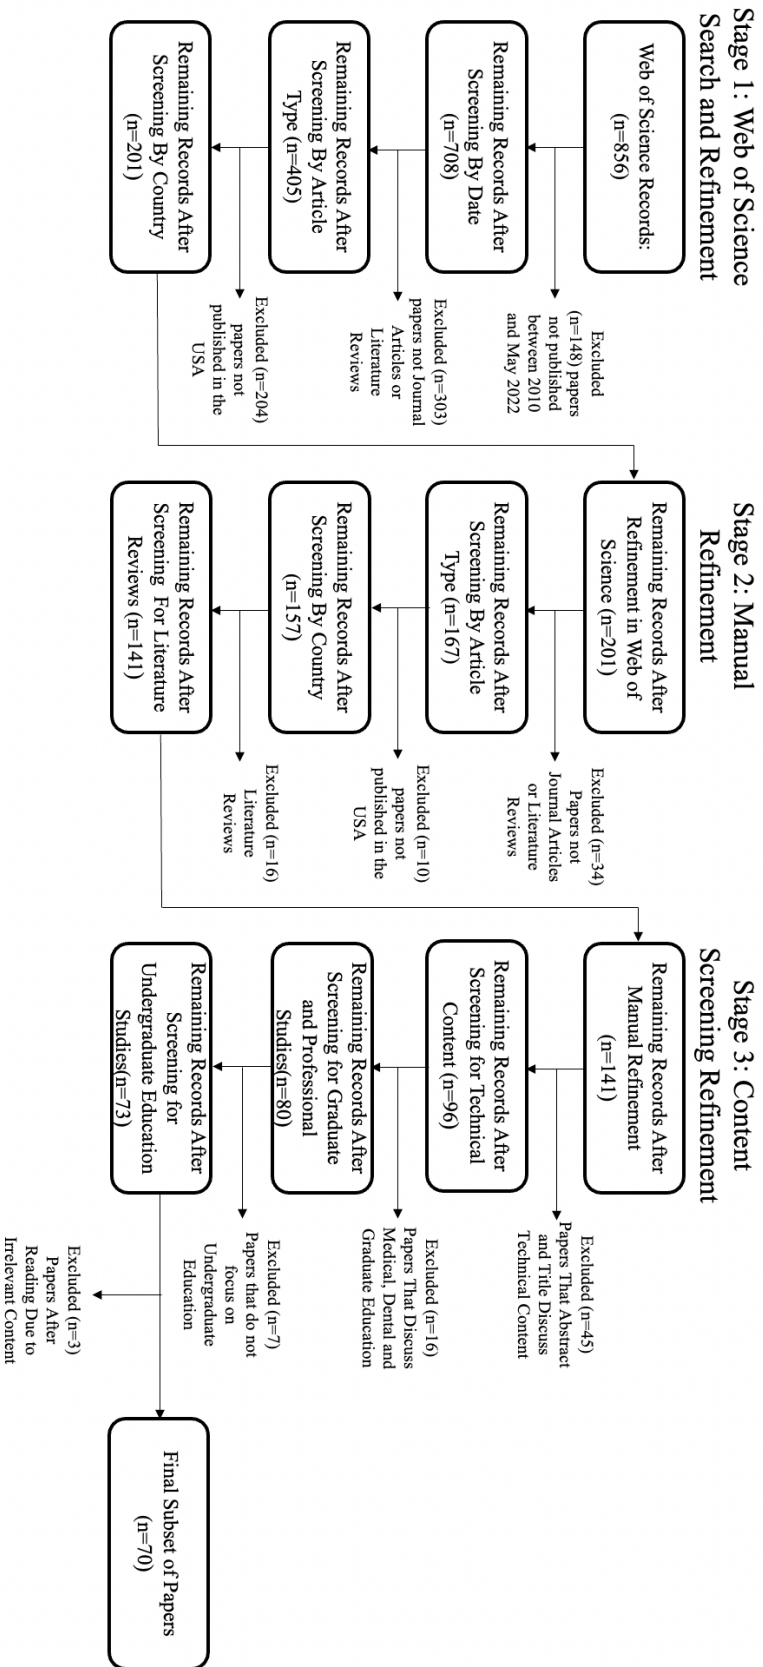 Stage 1: Web of Science
Search and Refinement
Web of Science Records:
(n=856)
Excluded
(n=148) papers
not published
between 2010
and May 2022
Remaining Records After
Screening By Date
(n=708)
Excluded (n=303)
papers not Journal
Articles or
Literature
Reviews
Remaining Records After
Screening By Article
Type (n=405)
Excluded (n=204)
papers not
published in the
USA
Remaining Records After
Screening By Country
(n=201)
Stage 2: Manual
Refinement
Remaining Records After
Refinement in Web of
Science (n=201)
Excluded (n=34)
Papers not
Journal Articles
or Literature
Reviews
Remaining Records After
Screening By Article
Type (n=167)
Excluded (n=10)
papers not
published in the
USA
Remaining Records After
Screening By Country
(n=157)
Excluded (n=16)
Literature
Reviews
Remaining Records After
Screening For Literature
Reviews (n=141)
Stage 3: Content
Screening Refinement
Remaining Records After
Manual Refinement
(n=141)
Excluded (n=45)
Papers That Abstract
and Title Discuss
Technical Content
Remaining Records After
Screening for Technical
Content (n=96)
Excluded (n=16)
Papers That Discuss
Medical, Dental and
Graduate Education
Remaining Records After
Screening for Graduate
and Professional
Studies(n=80)
Excluded (n=7)
Papers that do not
focus on
Undergraduate
Education
Remaining Records After
Screening for
Undergraduate Education
Studies(n=73)
Excluded (n=3)
Papers After
Reading Due to
Irrelevant Content
Final Subset of Papers
(n=70)